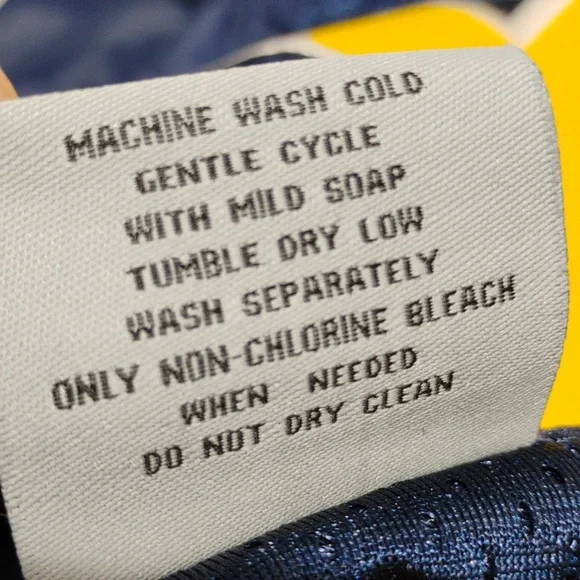 MACHINE WASH COLD
GENTLE CYCLE
WITH MILD SOAP
TUMBLE DRY LOW
WASH SEPARATELY
ONLY NON-CHLORINE BLEACH
WHEN NEEDED
DO NOT DRY CLEAN